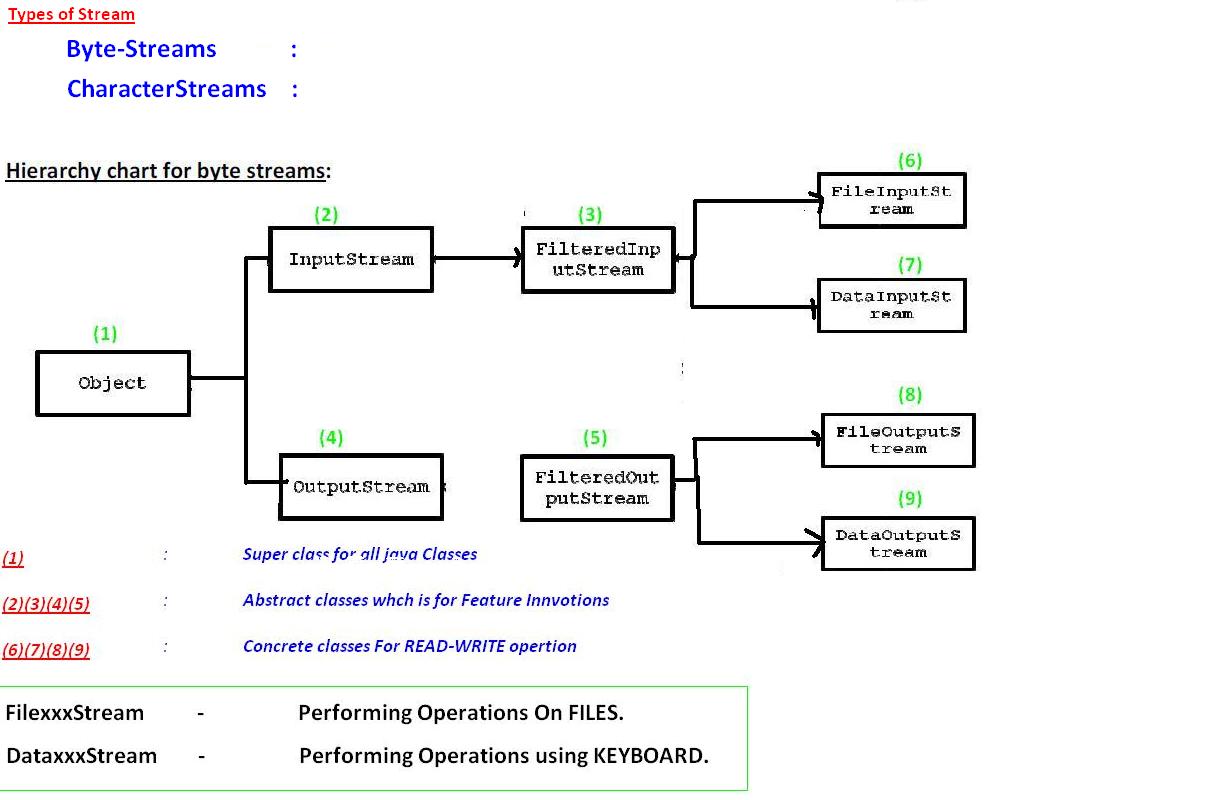 Types of Stream
Byte-Streams :
CharacterStreams :
Hierarchy chart for byte streams:
(6)
FileInputSt
ream
(2)
InputStream
(3)
FilteredInp
utStream
(7)
DataInputSt
ream
(1)
Object
(8)
FileOutputS
tream
(4)
OutputStream
(5)
FilteredOut
putStream
(9)
DataOutputS
tream
(1) : Super class for all java Classes
(2)(3)(4)(5) : Abstract classes whch is for Feature Innvotions
(6)(7)(8)(9) : Concrete classes For READ-WRITE opertion
FilexxxStream - Performing Operations On FILES.
DataxxxStream - Performing Operations using KEYBOARD.